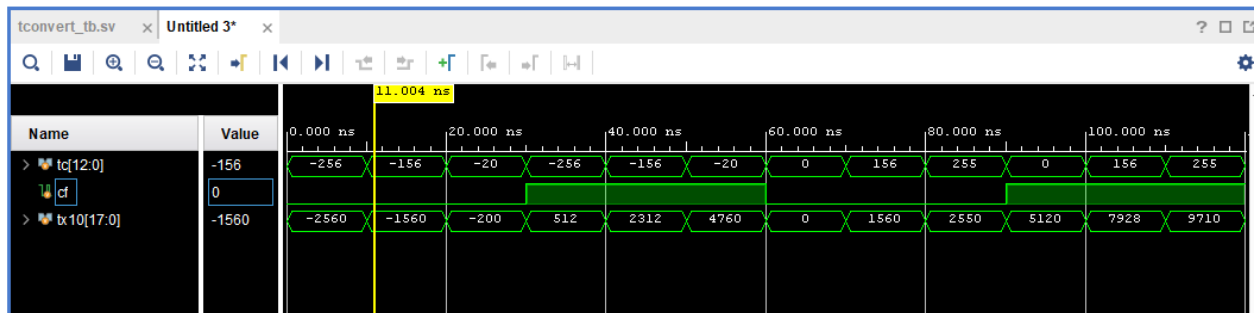 tconvert_tb.sv × Untitled 3* × ?
11.004 ns
Name Value 0.000 ns 20.000 ns 40.000 ns 60.000 ns 80.000 ns 100.000 ns
> tc[12:0] -156 -256 -156 -20 -256 -156 -20 0 156 255 0 156 255
cf 0
> tx10[17:0] -1560 -2560 -1560 -200 512 2312 4760 0 1560 2550 5120 7928 9710